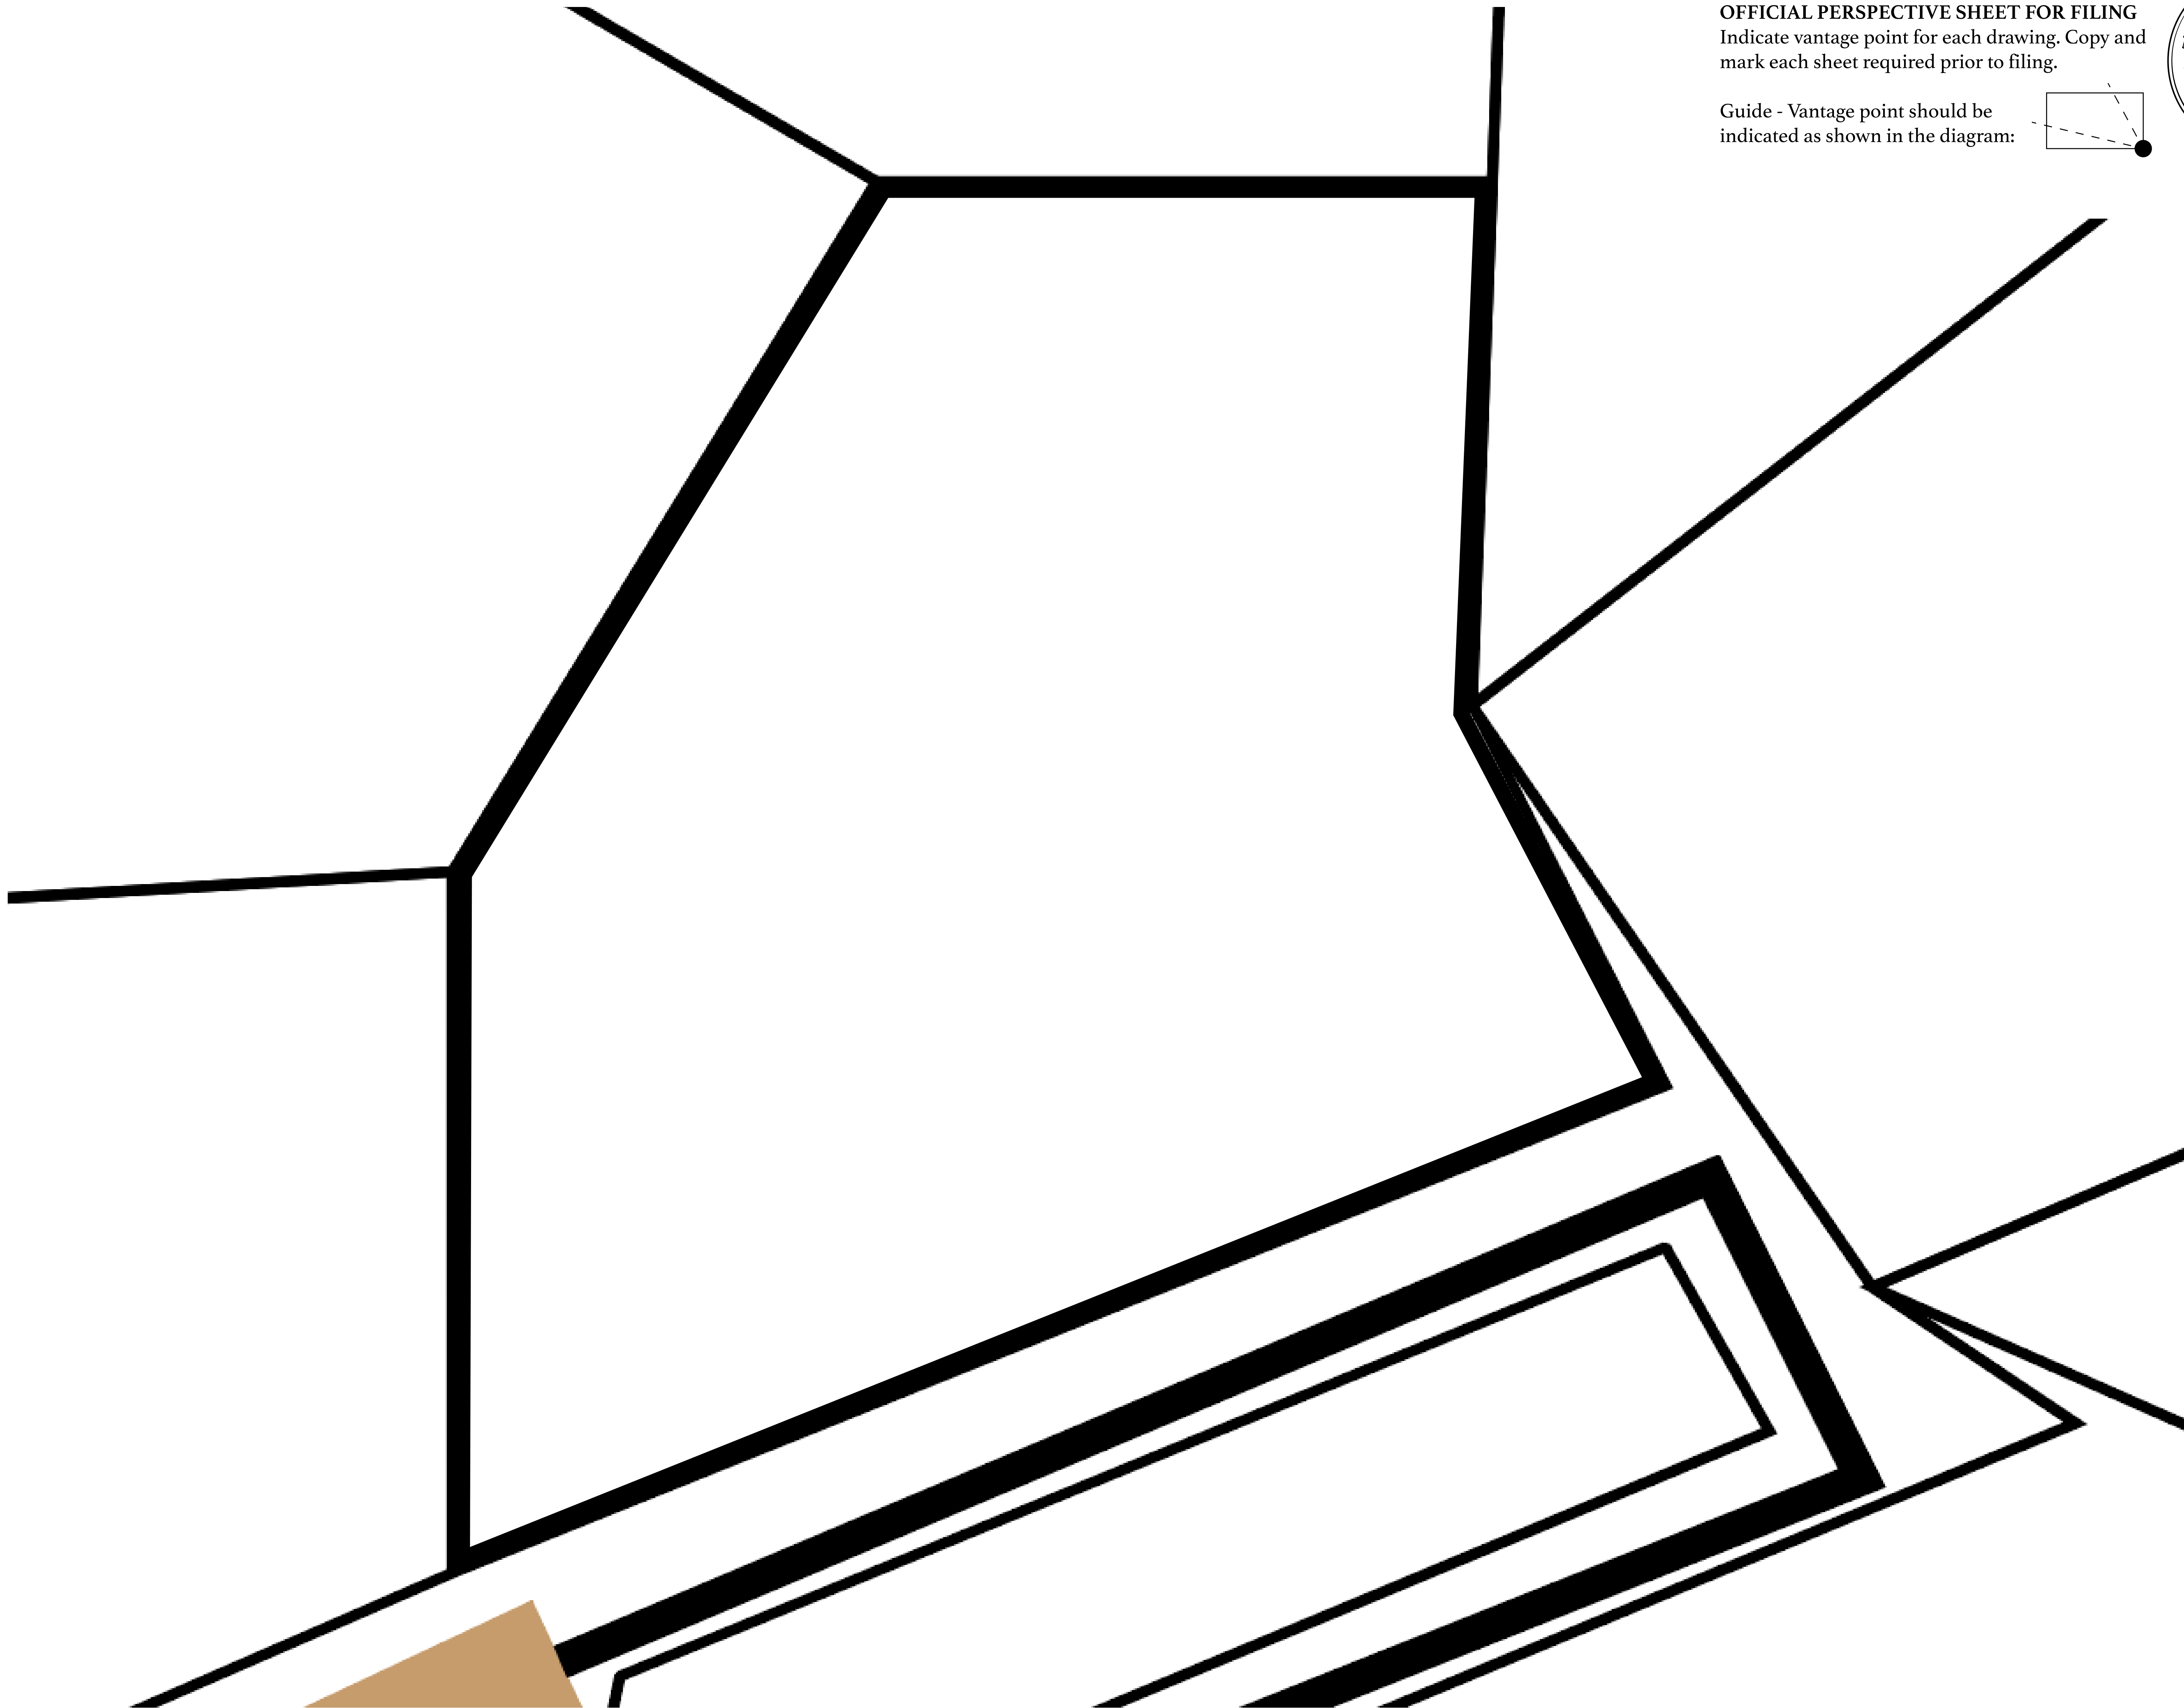 OFFICIAL PERSPECTIVE SHEET FOR FILING
Indicate vantage point for each drawing. Copy and
mark each sheet required prior to filing.
Guide - Vantage point should be
indicated as shown in the diagram: